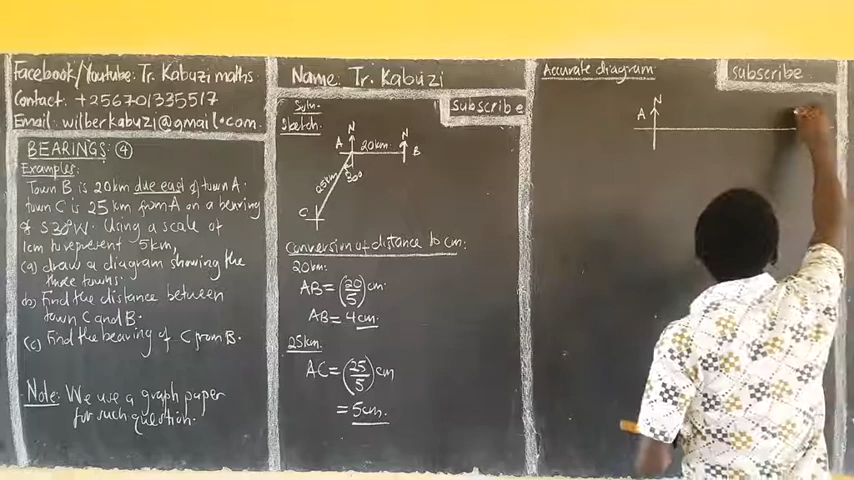 Facebook/Youtube: Tr. Kabuzi maths
Contact: +256701335517
Email: wilberkabuzi@gmail.com
BEARINGS: ④
Examples:
Town B is 20km due east of town A.
town C is 25km from A on a bearing
of S30°W. Using a scale of
1cm to represent 5km,
(a) draw a diagram showing the
three towns.
(b) Find the distance between
town C and B.
(c) Find the bearing of C from B.
Note: We use a graph paper
for such question.
Name: Tr. Kabuzi
Soln.
Subscribe
Sketch:
N
N
A
20km
B
30°
25km
C
Conversion of distance to cm:
20km:
AB = (20/5) cm
AB = 4cm.
25km.
AC = (25/5) cm
= 5cm.
Accurate diagram:
Subscribe
N
A